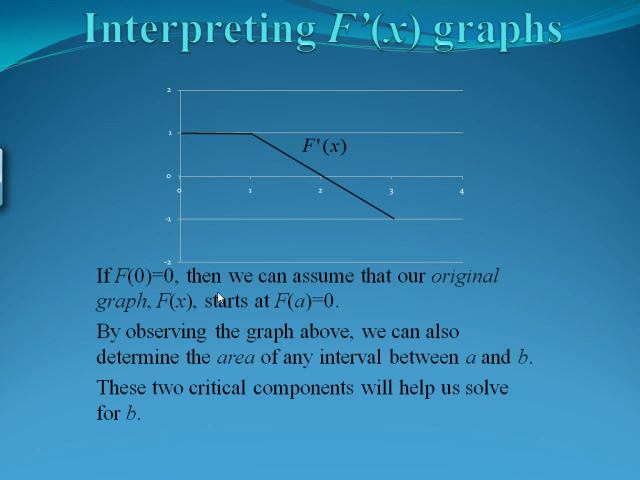 Interpreting F’(x) graphs
2
1
F'(x)
0
0 1 2 3 4
-1
-2
If F(0)=0, then we can assume that our original
graph, F(x), starts at F(a)=0.
By observing the graph above, we can also
determine the area of any interval between a and b.
These two critical components will help us solve
for b.